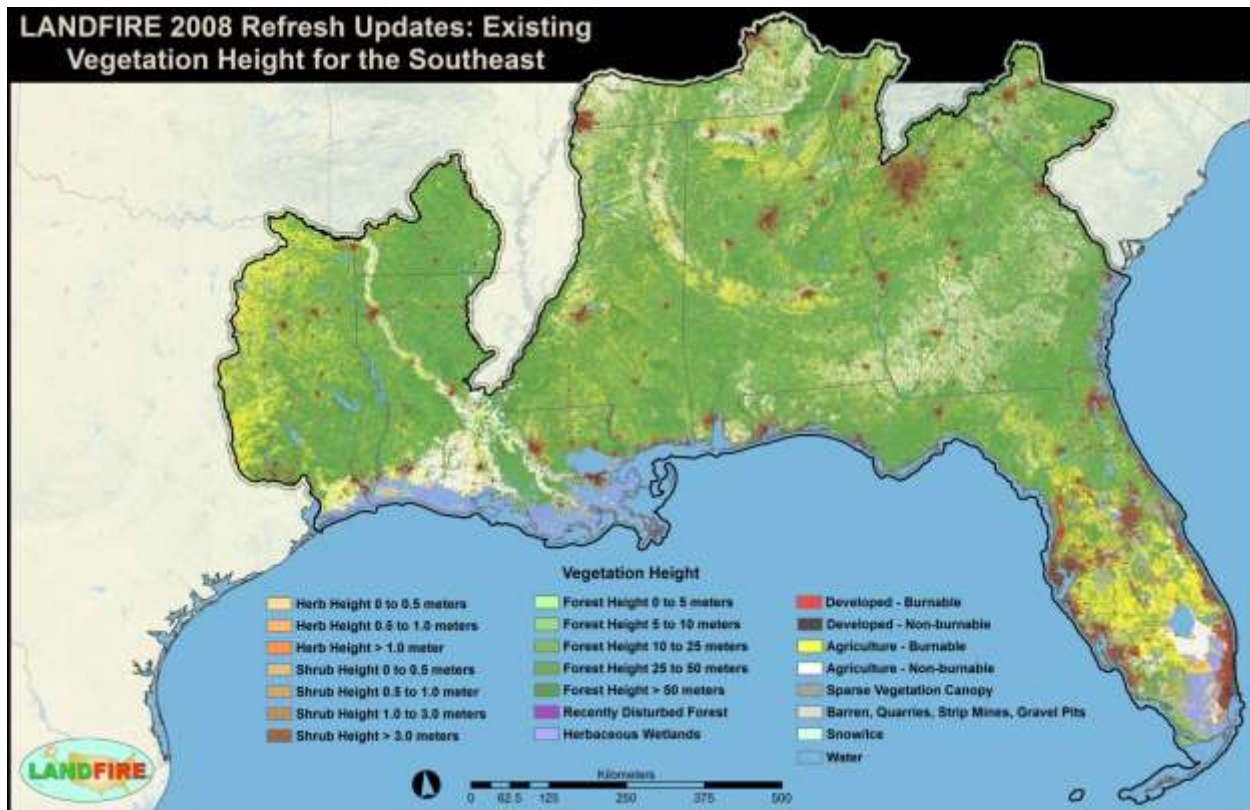 LANDFIRE 2008 Refresh Updates: Existing
Vegetation Height for the Southeast
Vegetation Height
Herb Height 0 to 0.5 meters
Herb Height 0.5 to 1.0 meters
Herb Height > 1.0 meter
Shrub Height 0 to 0.5 meters
Shrub Height 0.5 to 1.0 meter
Shrub Height 1.0 to 3.0 meters
Shrub Height > 3.0 meters
Forest Height 0 to 5 meters
Forest Height 5 to 10 meters
Forest Height 10 to 25 meters
Forest Height 25 to 50 meters
Forest Height > 50 meters
Recently Disturbed Forest
Herbaceous Wetlands
Developed - Burnable
Developed - Non-burnable
Agriculture - Burnable
Agriculture - Non-burnable
Sparse Vegetation Canopy
Barren, Quarries, Strip Mines, Gravel Pits
Snow/Ice
Water
LANDFIRE
Kilometers
0 62.5 125 250 375 500